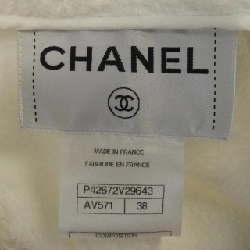 CHANEL
MADE IN FRANCE
FABRIQUE EN FRANCE
P42672V29643
AV571 38
COMPOSITION